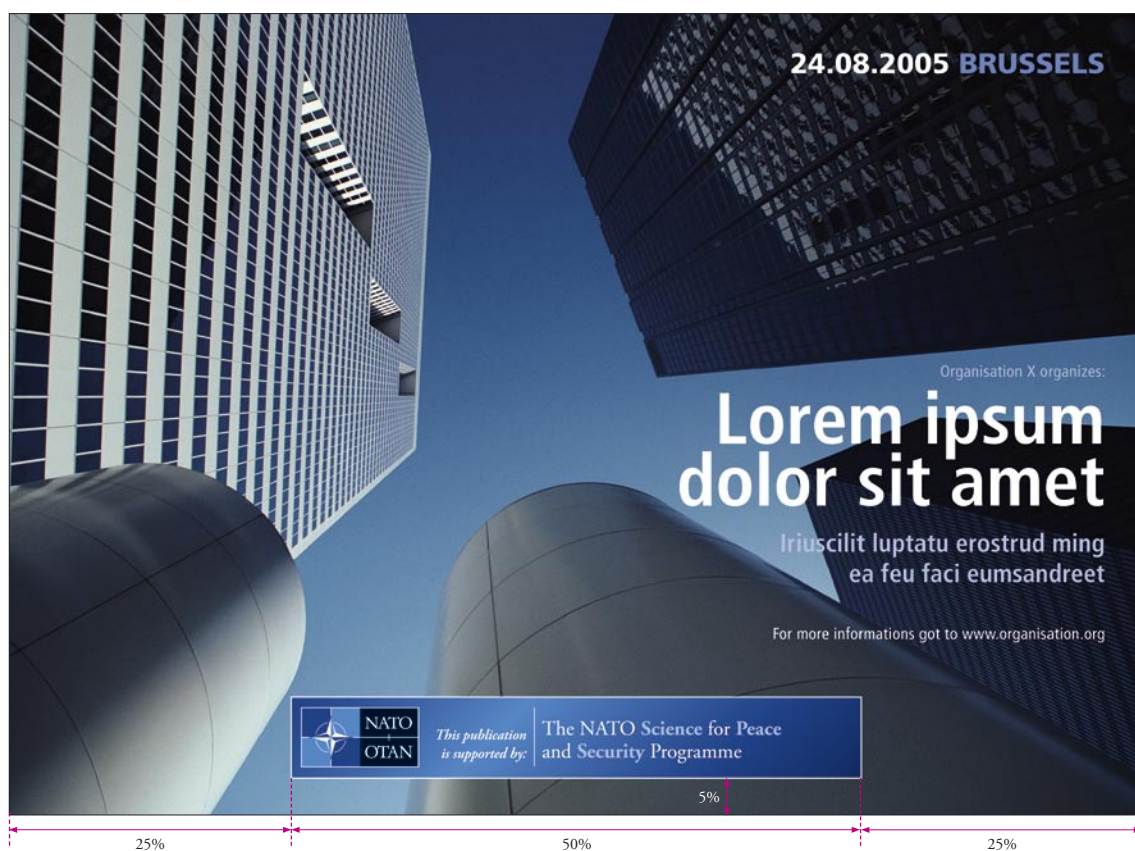 24.08.2005 BRUSSELS
Organisation X organizes:
Lorem ipsum
dolor sit amet
Iriuscilit luptatu erostrud ming
ea feu faci eumsandreet
For more informations got to www.organisation.org
NATO
OTAN
This publication
is supported by:
The NATO Science for Peace
and Security Programme
5%
25%
50%
25%